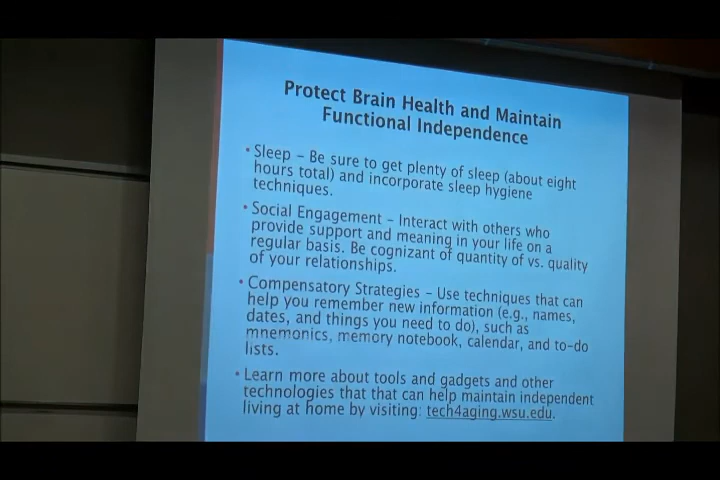 Protect Brain Health and Maintain
Functional Independence
• Sleep – Be sure to get plenty of sleep (about eight
hours total) and incorporate sleep hygiene
techniques.
• Social Engagement – Interact with others who
provide support and meaning in your life on a
regular basis. Be cognizant of quantity of vs. quality
of your relationships.
• Compensatory Strategies – Use techniques that can
help you remember new information (e.g., names,
dates, and things you need to do), such as
mnemonics, memory notebook, calendar, and to-do
lists.
• Learn more about tools and gadgets and other
technologies that that can help maintain independent
living at home by visiting: tech4aging.wsu.edu.